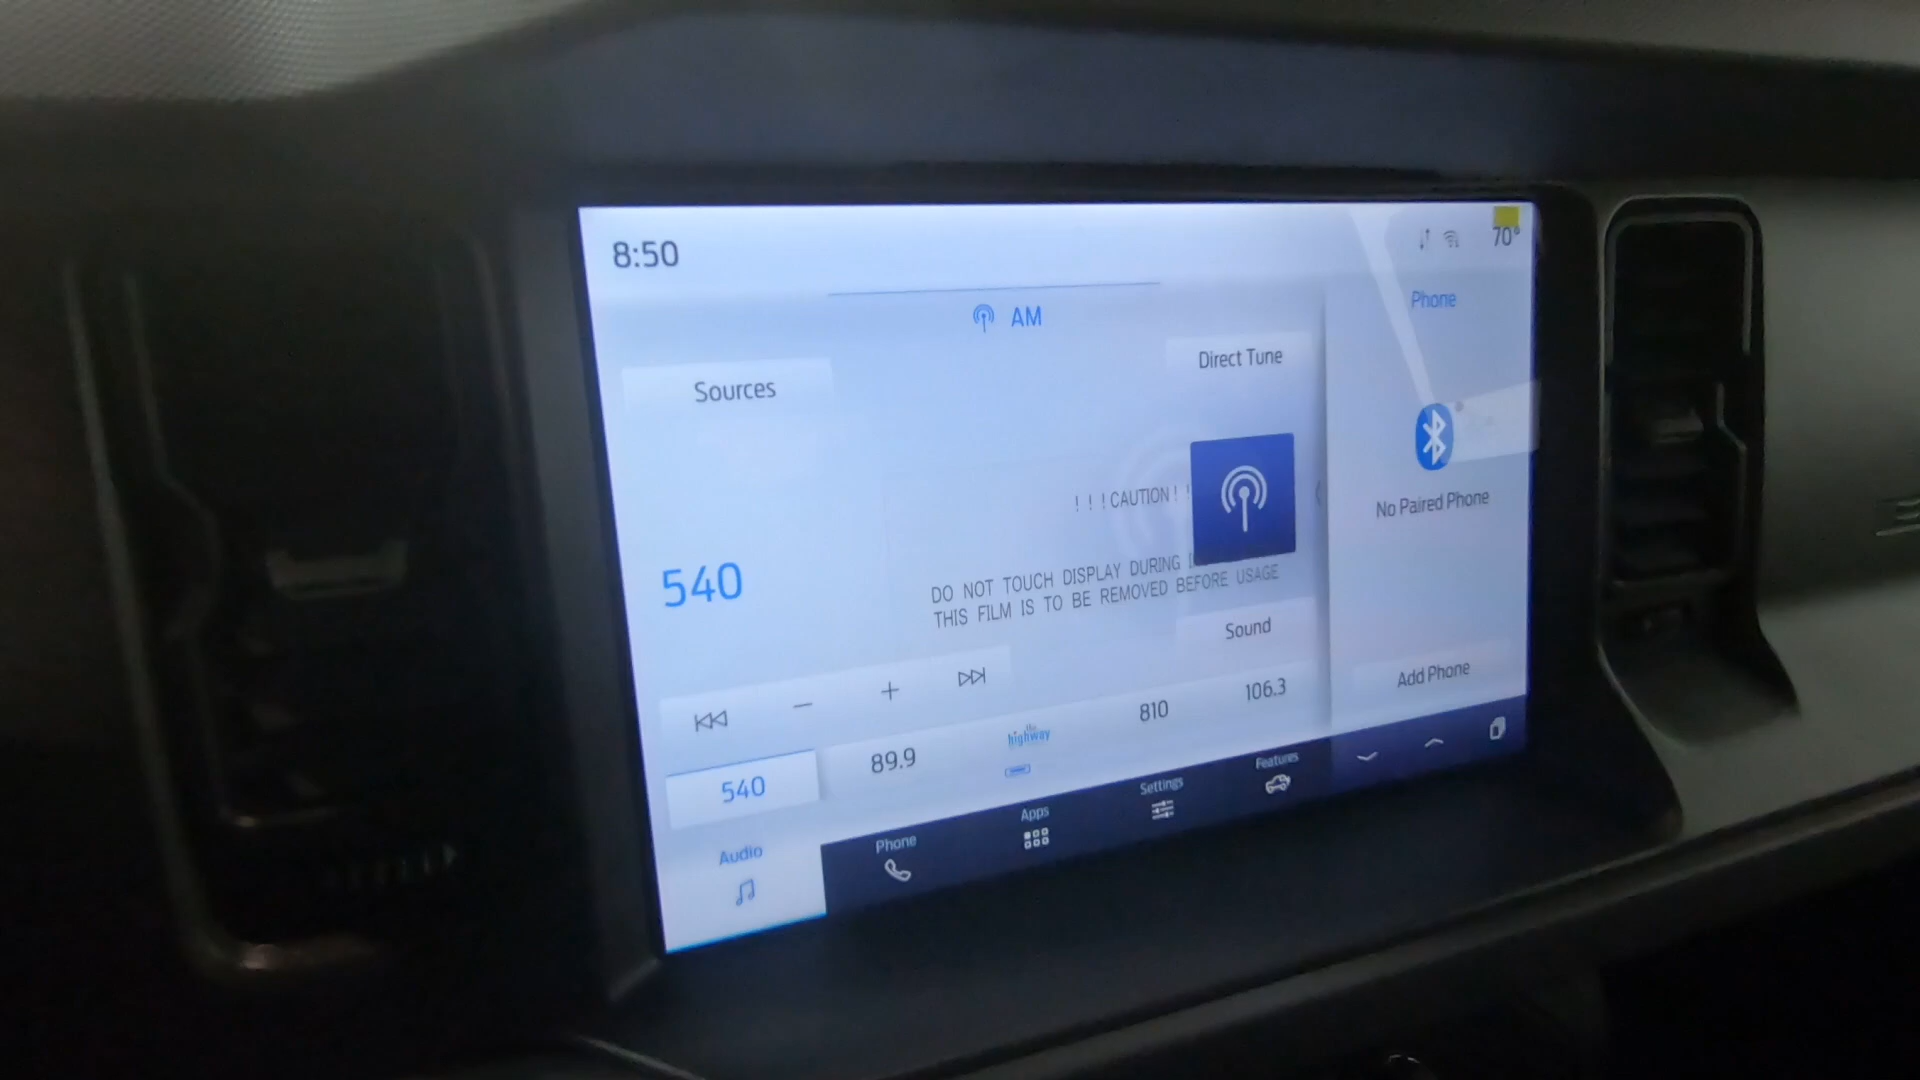 8:50
70°
AM
Phone
Sources
Direct Tune
! ! ! CAUTION ! !
No Paired Phone
540
DO NOT TOUCH DISPLAY DURING
THIS FILM IS TO BE REMOVED BEFORE USAGE
Sound
Add Phone
540
89.9
the
highway
810
106.3
Audio
Phone
Apps
Settings
Features